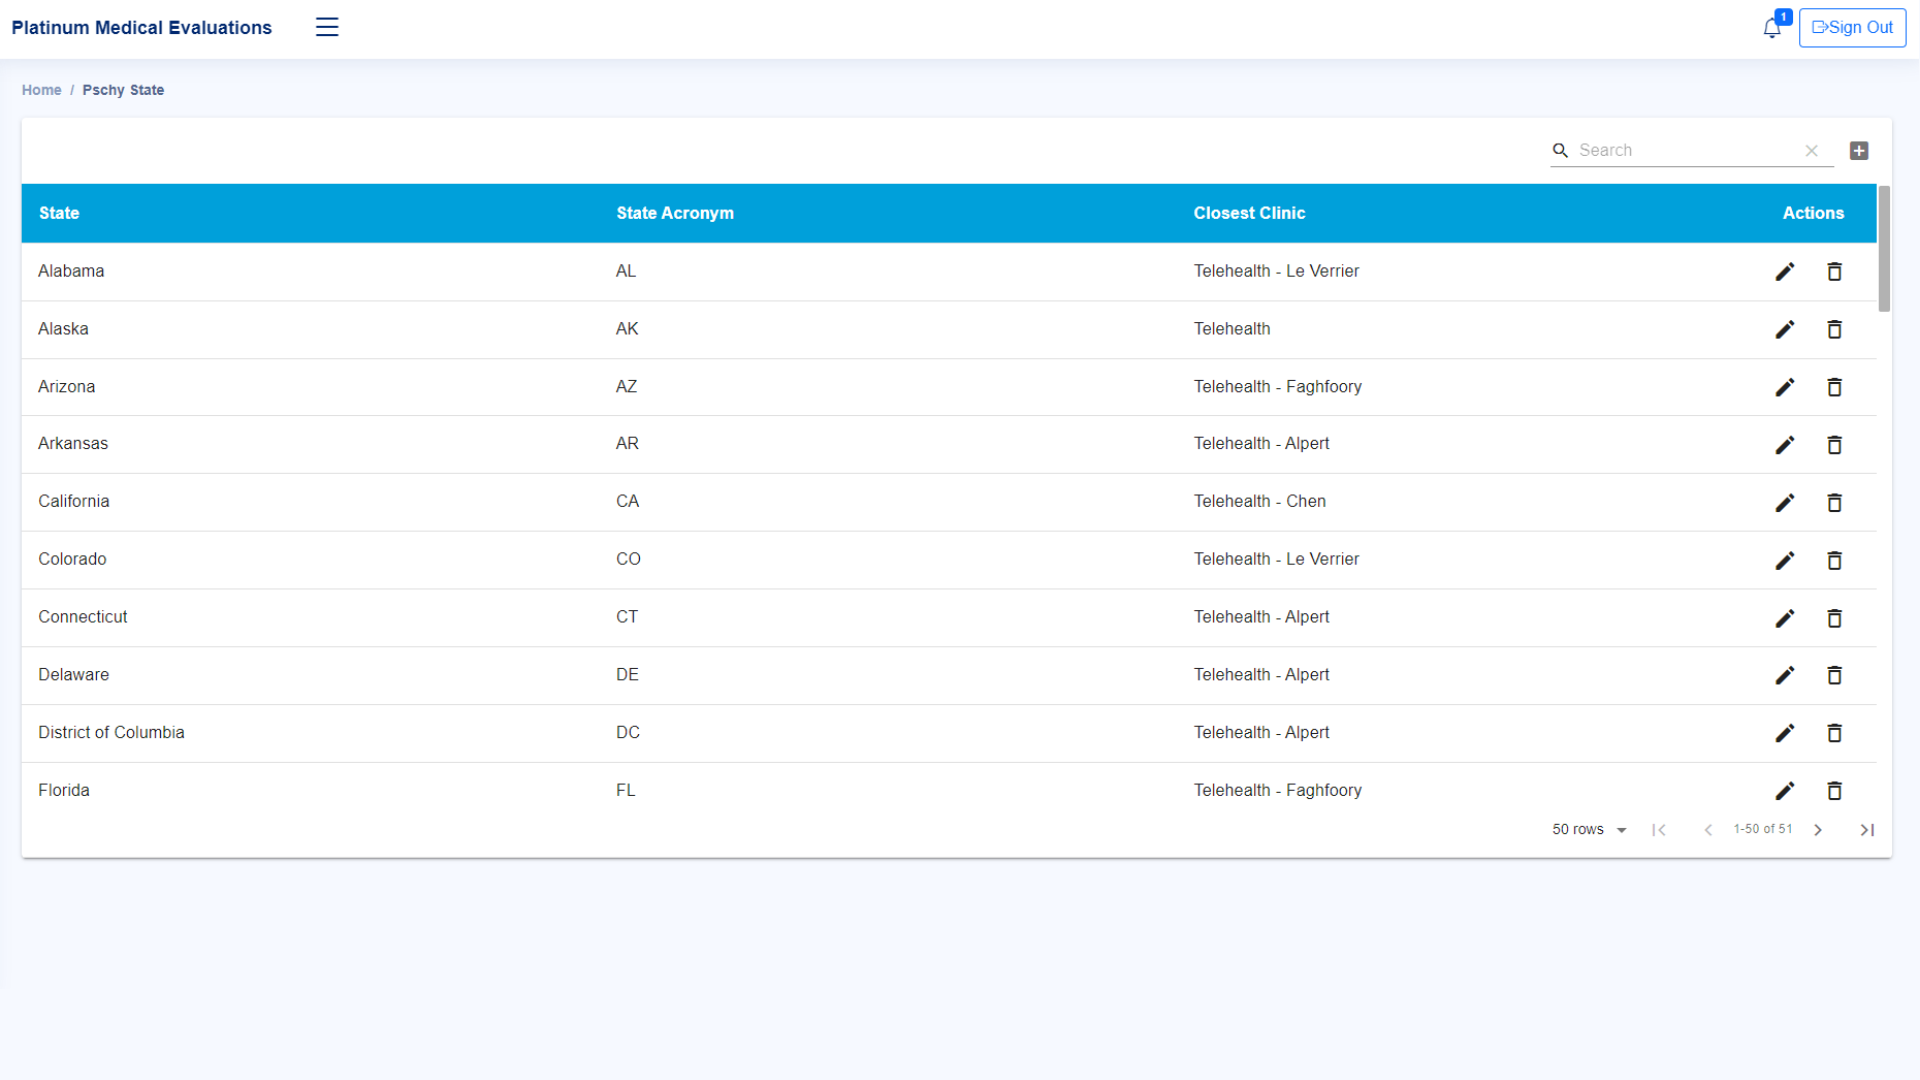 Platinum Medical Evaluations
1
Sign Out
Home / Pschy State
Search
State State Acronym Closest Clinic Actions
Alabama AL Telehealth - Le Verrier
Alaska AK Telehealth
Arizona AZ Telehealth - Faghfoory
Arkansas AR Telehealth - Alpert
California CA Telehealth - Chen
Colorado CO Telehealth - Le Verrier
Connecticut CT Telehealth - Alpert
Delaware DE Telehealth - Alpert
District of Columbia DC Telehealth - Alpert
Florida FL Telehealth - Faghfoory
50 rows 1-50 of 51